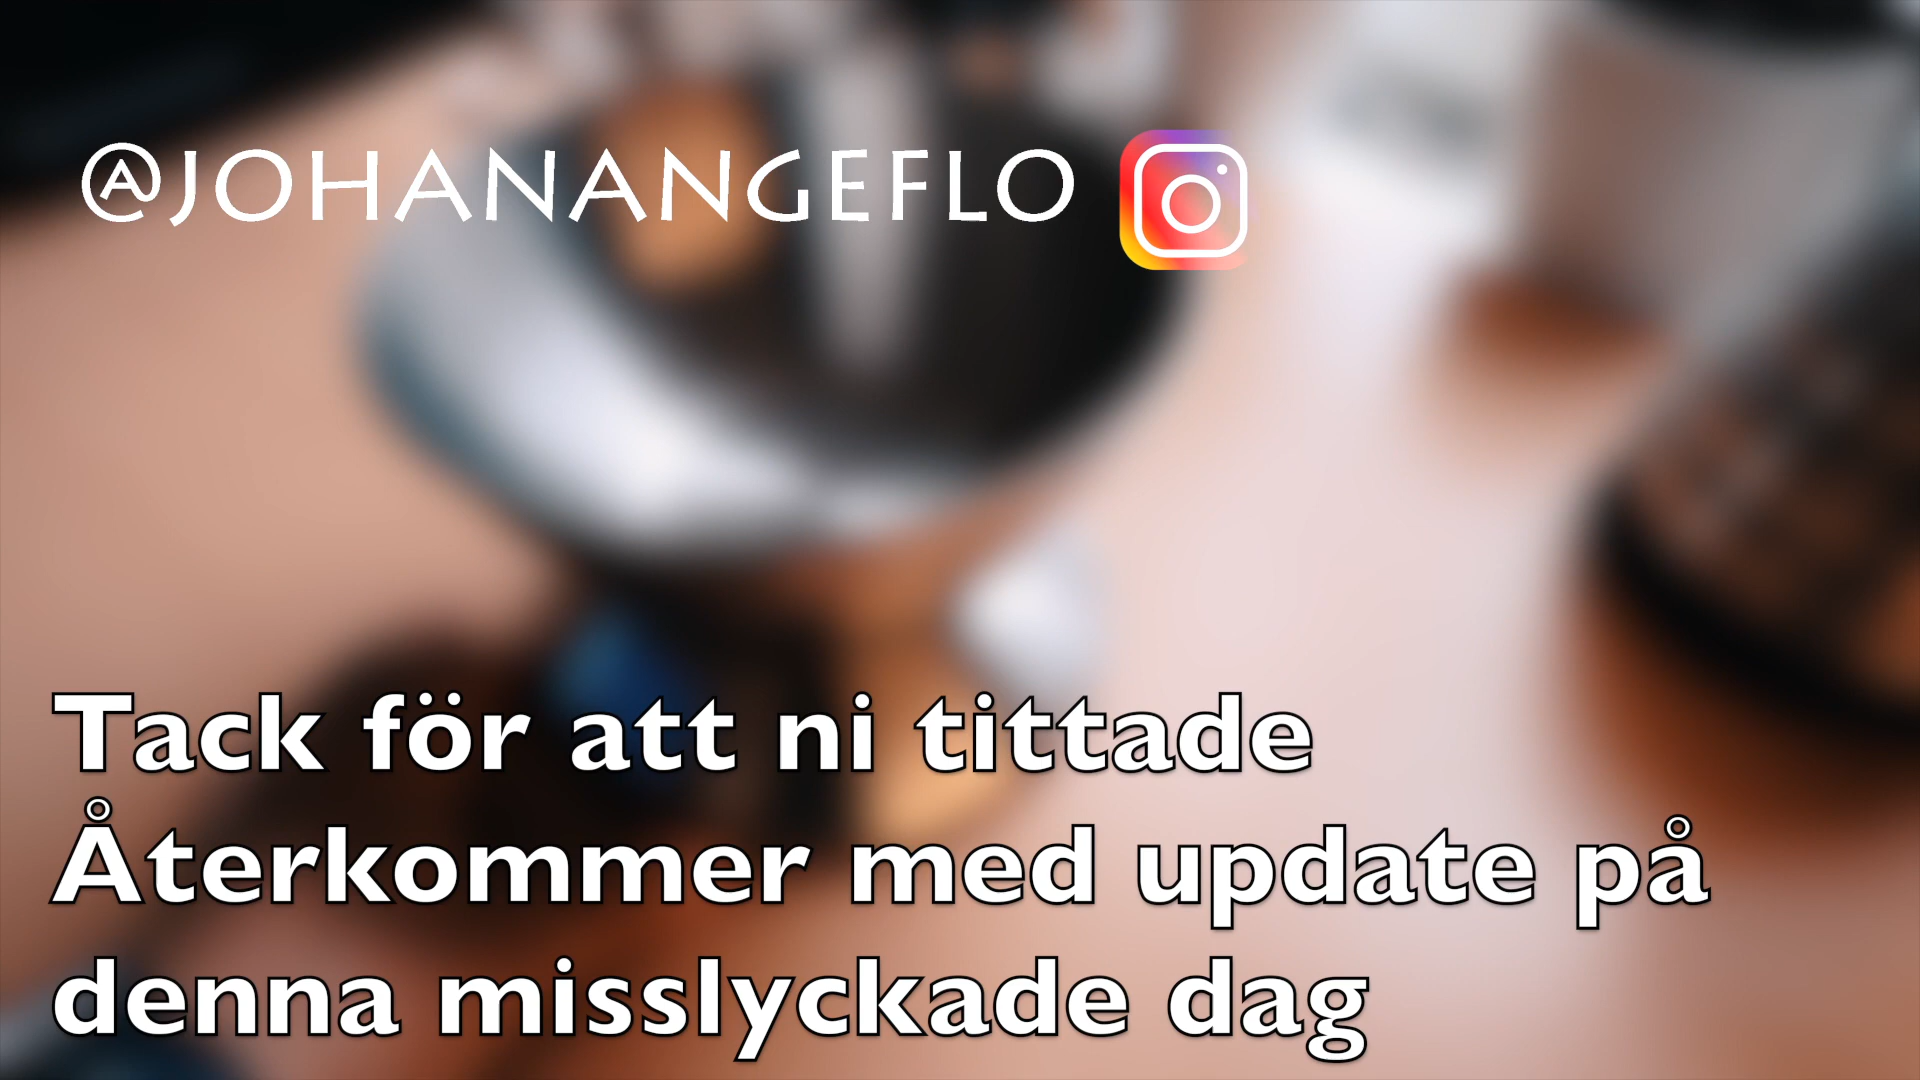 @JOHANANGEFLO
Tack för att ni tittade
Återkommer med update på
denna misslyckade dag